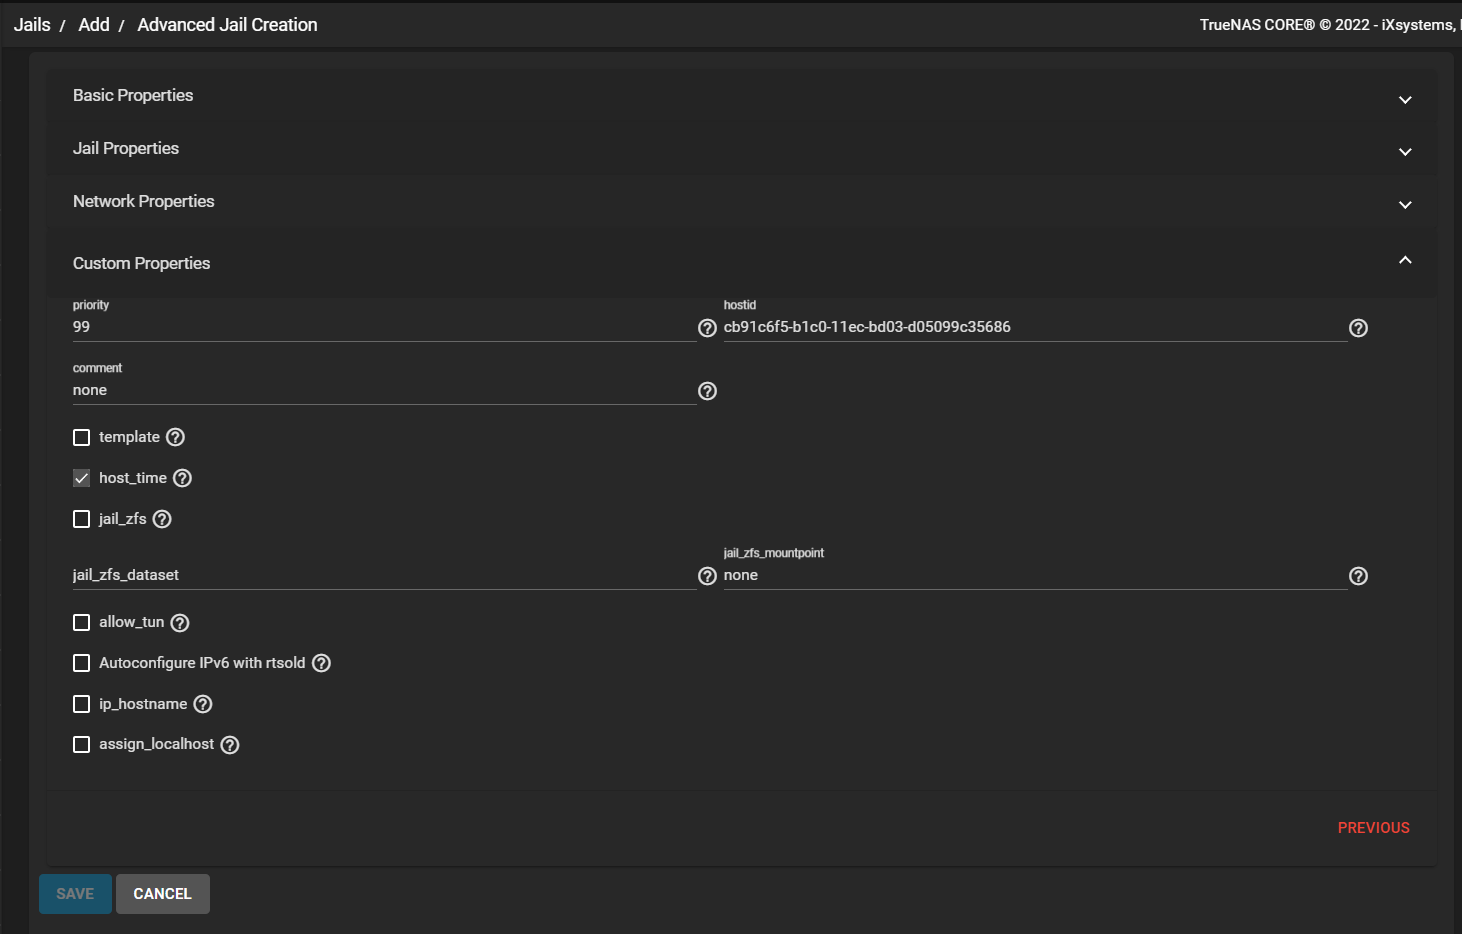 Jails / Add / Advanced Jail Creation
TrueNAS CORE® © 2022 - iXsystems,
Basic Properties
Jail Properties
Network Properties
Custom Properties
priority
99
hostid
cb91c6f5-b1c0-11ec-bd03-d05099c35686
comment
none
template
host_time
jail_zfs
jail_zfs_dataset
jail_zfs_mountpoint
none
allow_tun
Autoconfigure IPv6 with rtsold
ip_hostname
assign_localhost
PREVIOUS
SAVE
CANCEL